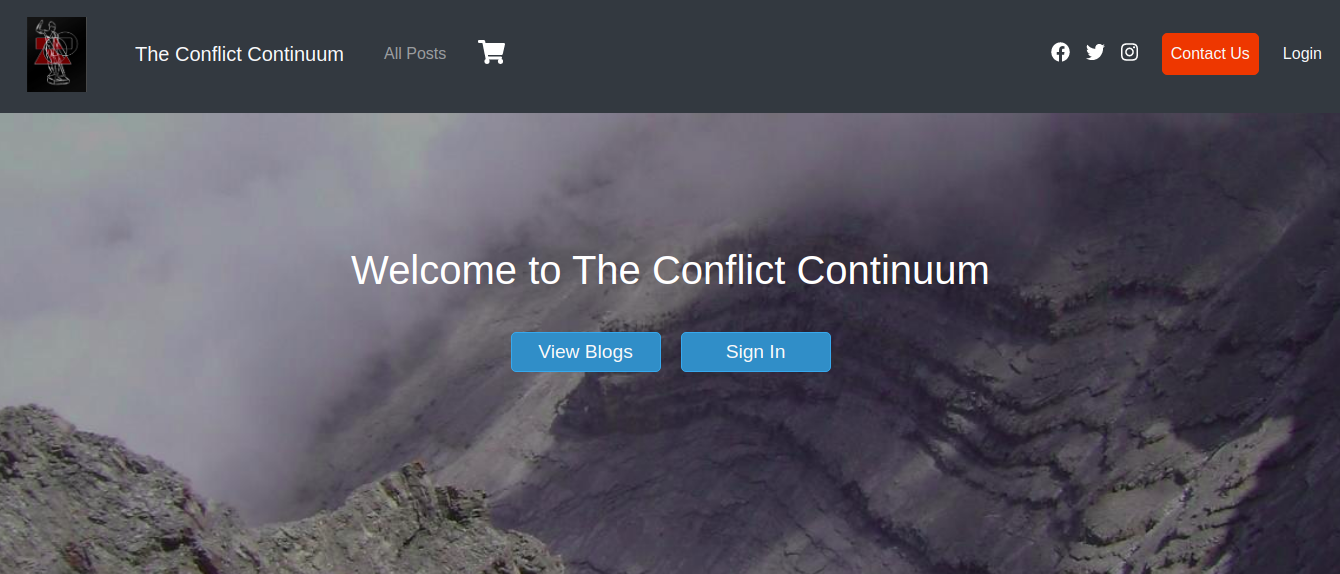 The Conflict Continuum
All Posts
Contact Us
Login
Welcome to The Conflict Continuum
View Blogs
Sign In